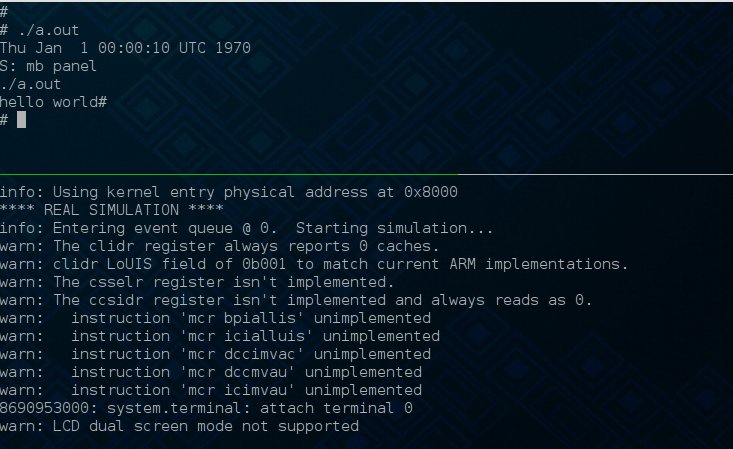 #
# ./a.out
Thu Jan  1 00:00:10 UTC 1970
S: mb panel
./a.out
hello world#
#
info: Using kernel entry physical address at 0x8000
**** REAL SIMULATION ****
info: Entering event queue @ 0.  Starting simulation...
warn: The clidr register always reports 0 caches.
warn: clidr LoUIS field of 0b001 to match current ARM implementations.
warn: The csselr register isn't implemented.
warn: The ccsidr register isn't implemented and always reads as 0.
warn:   instruction 'mcr bpiallis' unimplemented
warn:   instruction 'mcr icialluis' unimplemented
warn:   instruction 'mcr dccimvac' unimplemented
warn:   instruction 'mcr dccmvau' unimplemented
warn:   instruction 'mcr icimvau' unimplemented
8690953000: system.terminal: attach terminal 0
warn: LCD dual screen mode not supported